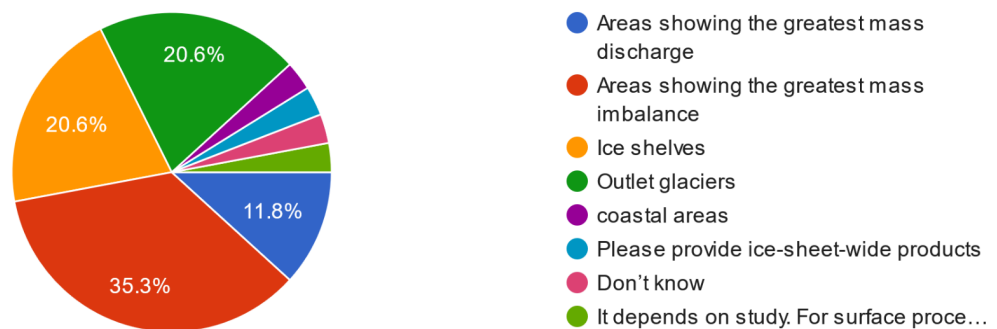 20.6%
20.6%
11.8%
35.3%
Areas showing the greatest mass
discharge
Areas showing the greatest mass
imbalance
Ice shelves
Outlet glaciers
coastal areas
Please provide ice-sheet-wide products
Don’t know
It depends on study. For surface proce…